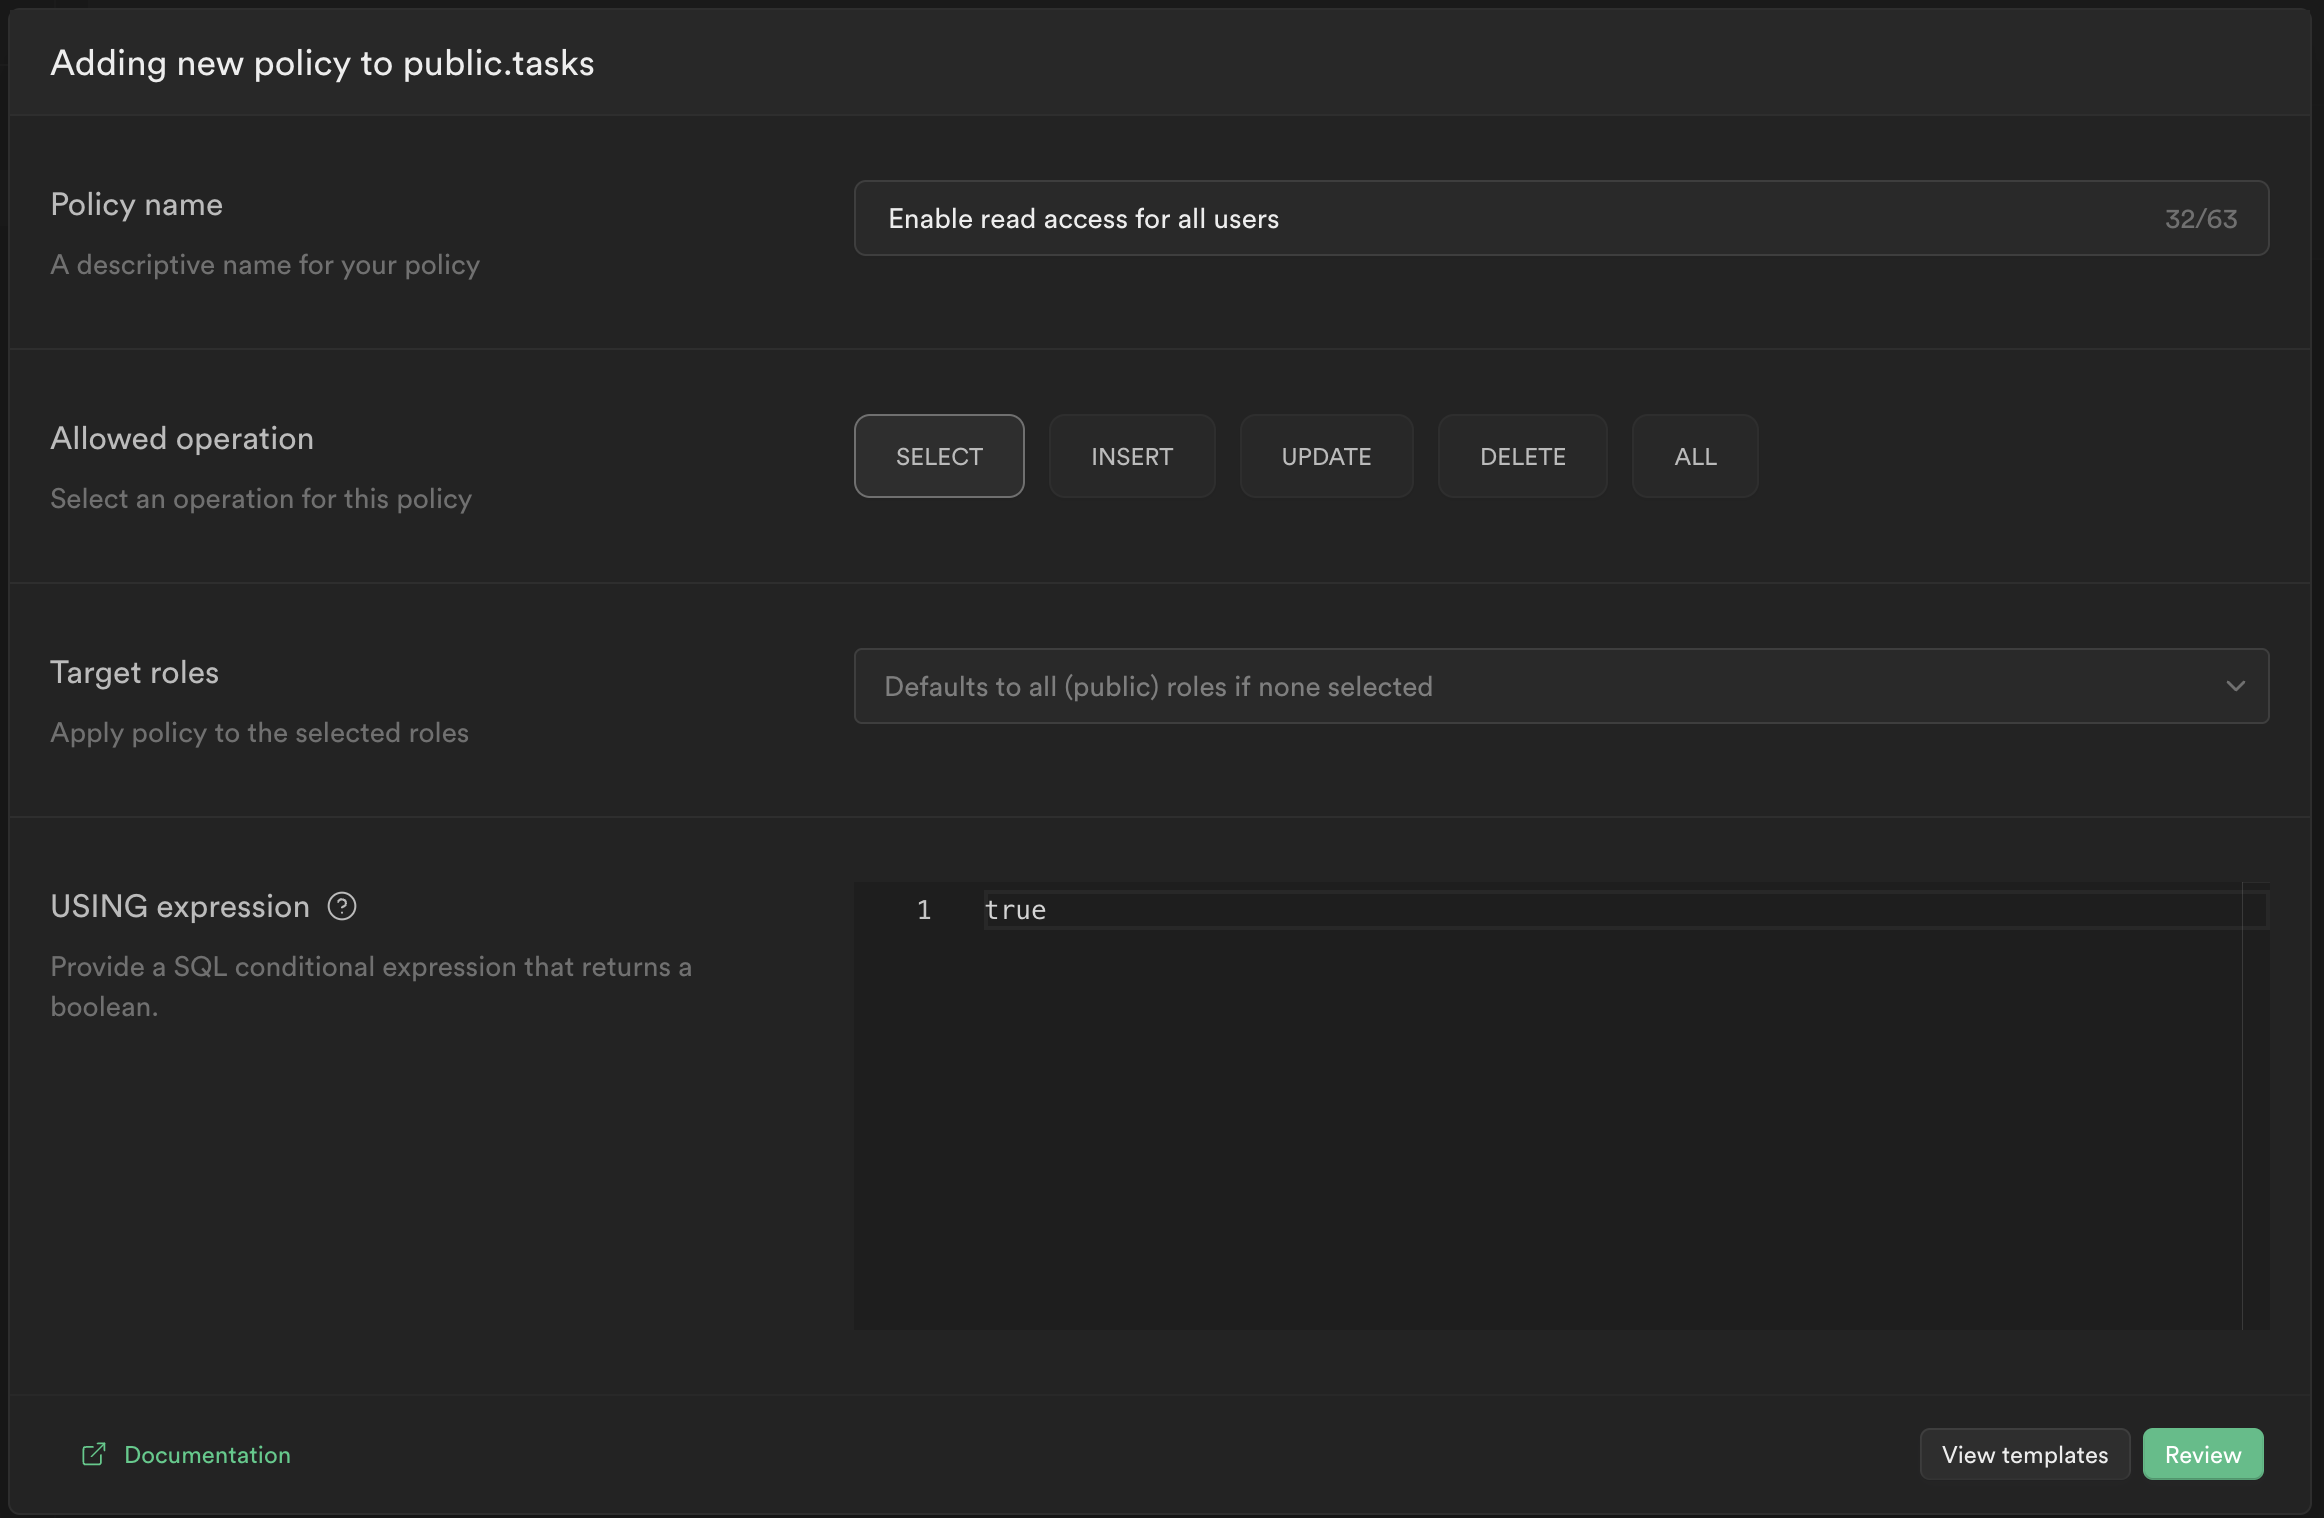 Adding new policy to public.tasks
Policy name
A descriptive name for your policy
Enable read access for all users
32/63
Allowed operation
Select an operation for this policy
SELECT
INSERT
UPDATE
DELETE
ALL
Target roles
Apply policy to the selected roles
Defaults to all (public) roles if none selected
USING expression
Provide a SQL conditional expression that returns a
boolean.
1
true
Documentation
View templates
Review